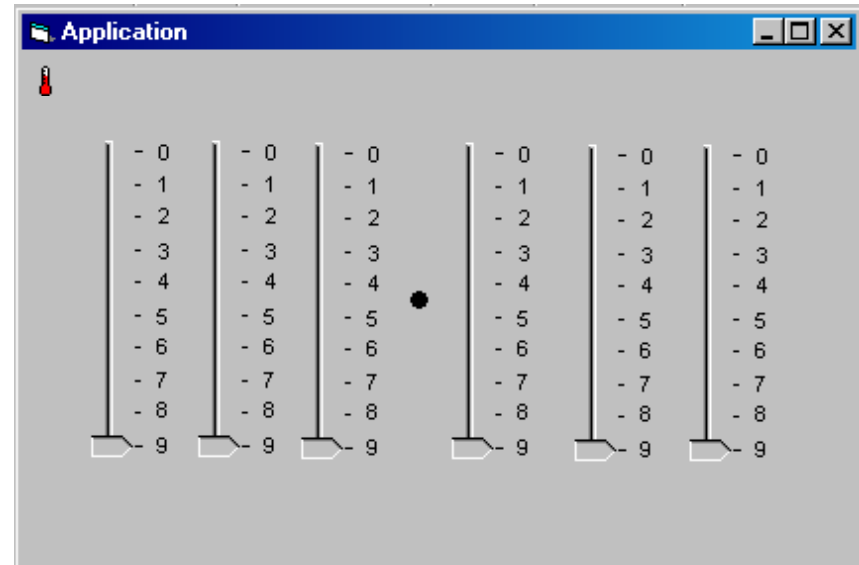 Application
- 0 - 0 - 0 - 0 - 0 - 0
- 1 - 1 - 1 - 1 - 1 - 1
- 2 - 2 - 2 - 2 - 2 - 2
- 3 - 3 - 3 - 3 - 3 - 3
- 4 - 4 - 4 - 4 - 4 - 4
- 5 - 5 - 5 - 5 - 5 - 5
- 6 - 6 - 6 - 6 - 6 - 6
- 7 - 7 - 7 - 7 - 7 - 7
- 8 - 8 - 8 - 8 - 8 - 8
- 9 - 9 - 9 - 9 - 9 - 9